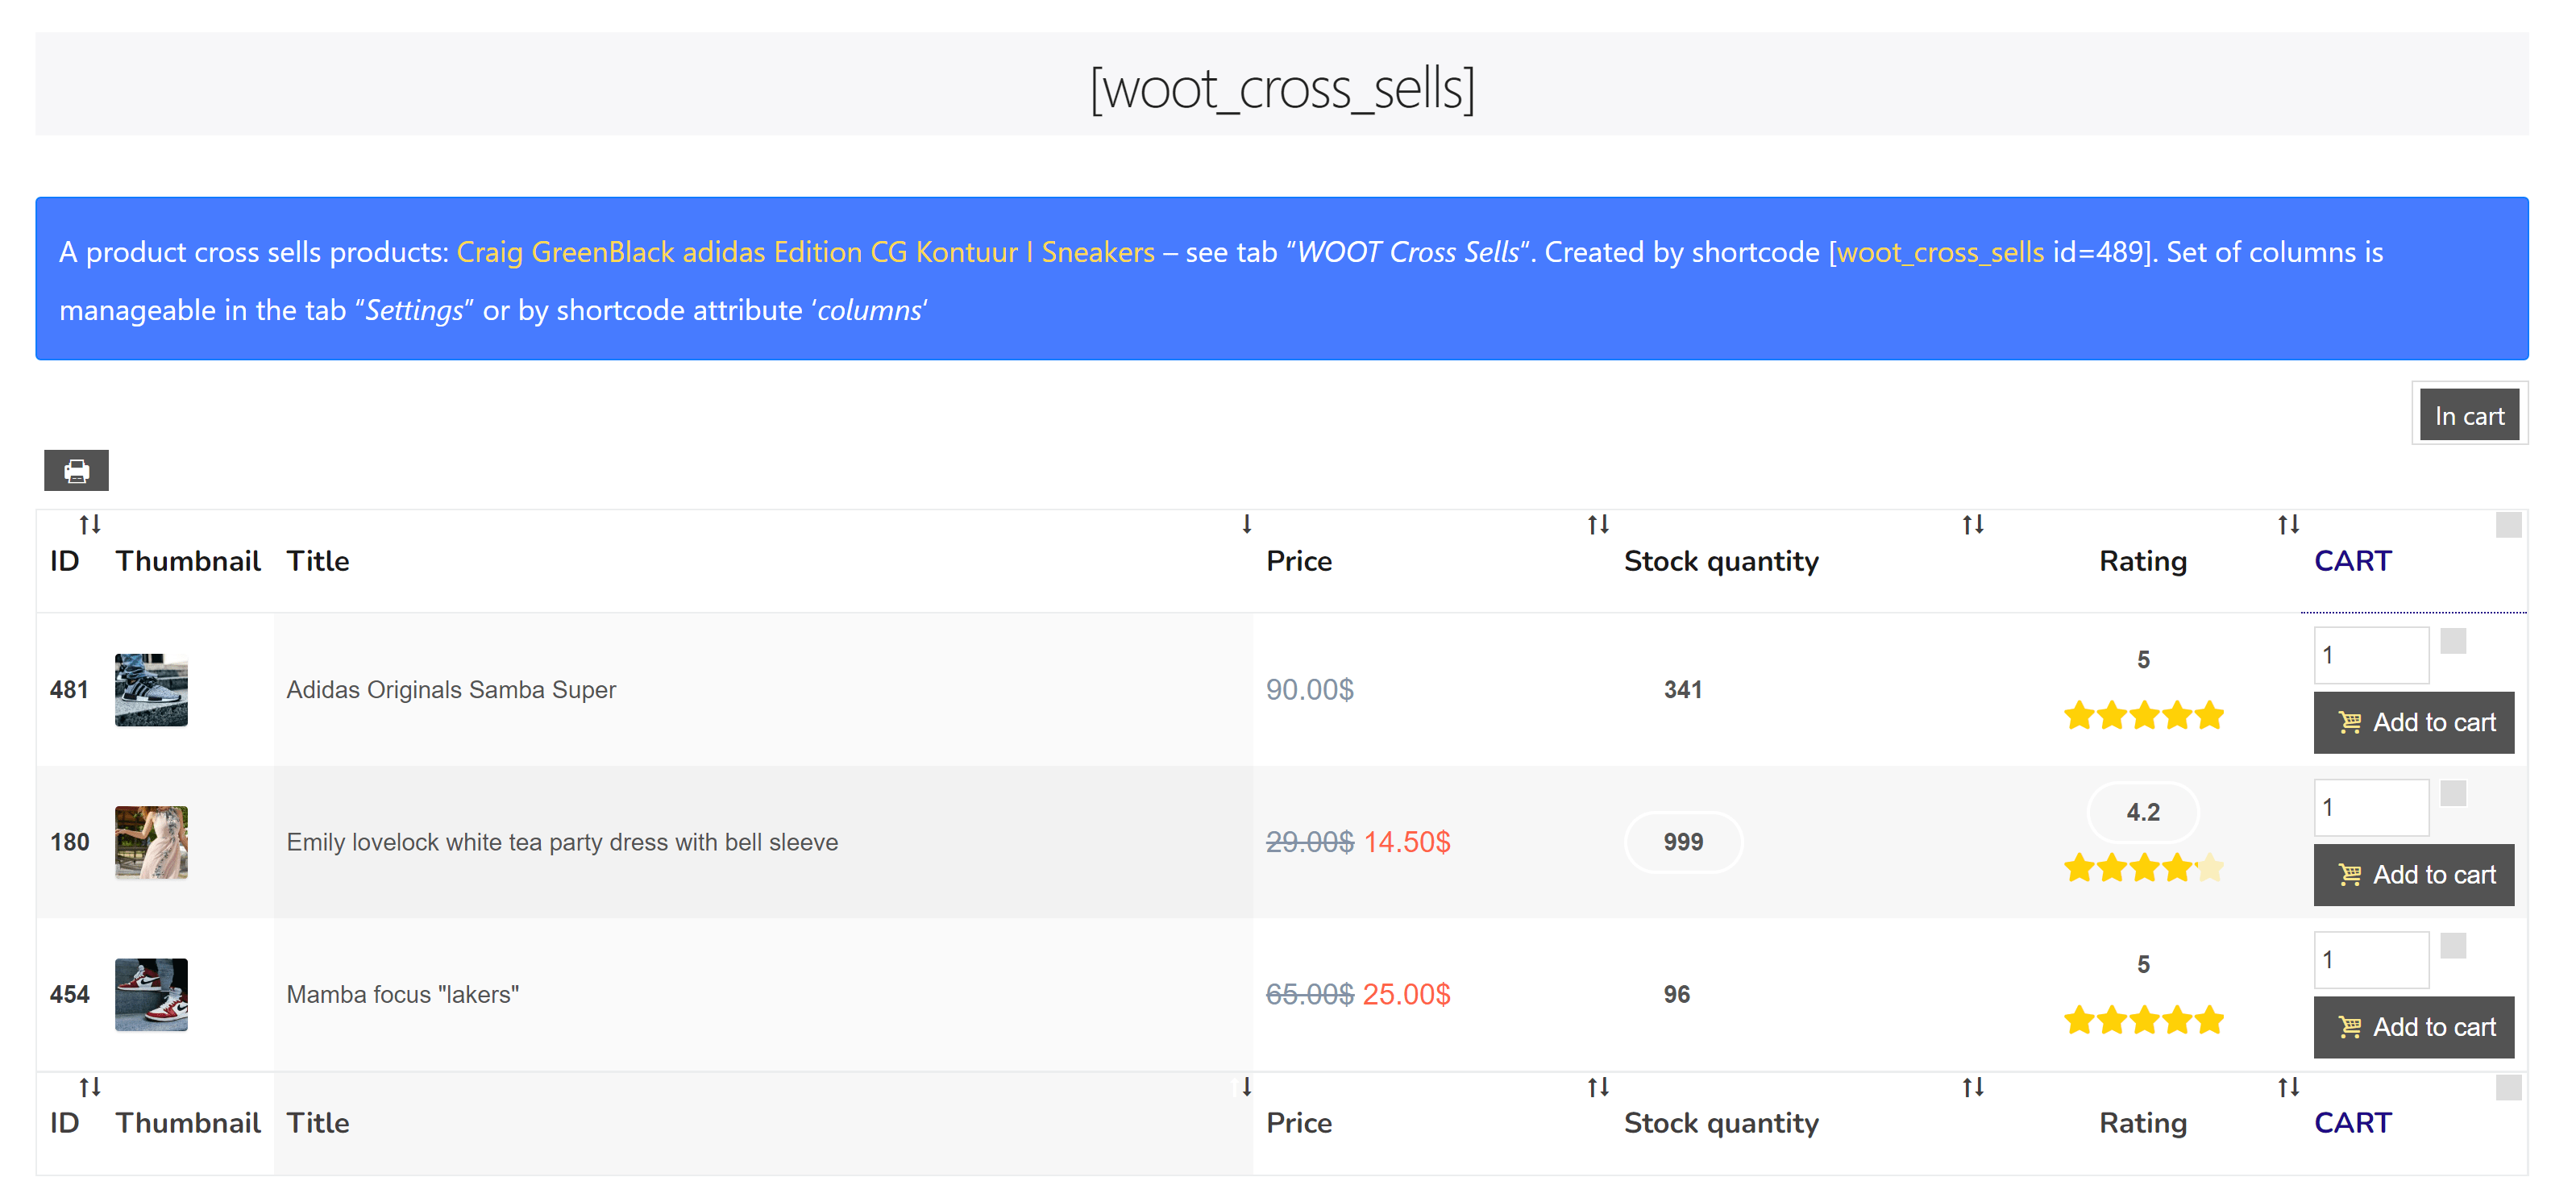 [woot_cross_sells]
A product cross sells products: Craig GreenBlack adidas Edition CG Kontuur I Sneakers – see tab “WOOT Cross Sells“. Created by shortcode [woot_cross_sells id=489]. Set of columns is
manageable in the tab “Settings” or by shortcode attribute ‘columns‘
In cart
ID Thumbnail Title Price Stock quantity Rating CART
481 Adidas Originals Samba Super 90.00$ 341 5 1
Add to cart
180 Emily lovelock white tea party dress with bell sleeve 29.00$ 14.50$ 999 4.2 1
Add to cart
454 Mamba focus "lakers" 65.00$ 25.00$ 96 5 1
Add to cart
ID Thumbnail Title Price Stock quantity Rating CART